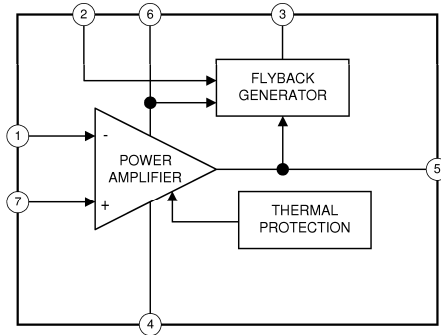 2
6
3
FLYBACK
GENERATOR
1
-
POWER
AMPLIFIER
5
7
+
THERMAL
PROTECTION
4